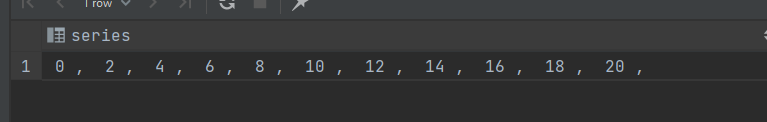 1 row
series
1 0 , 2 , 4 , 6 , 8 , 10 , 12 , 14 , 16 , 18 , 20 ,